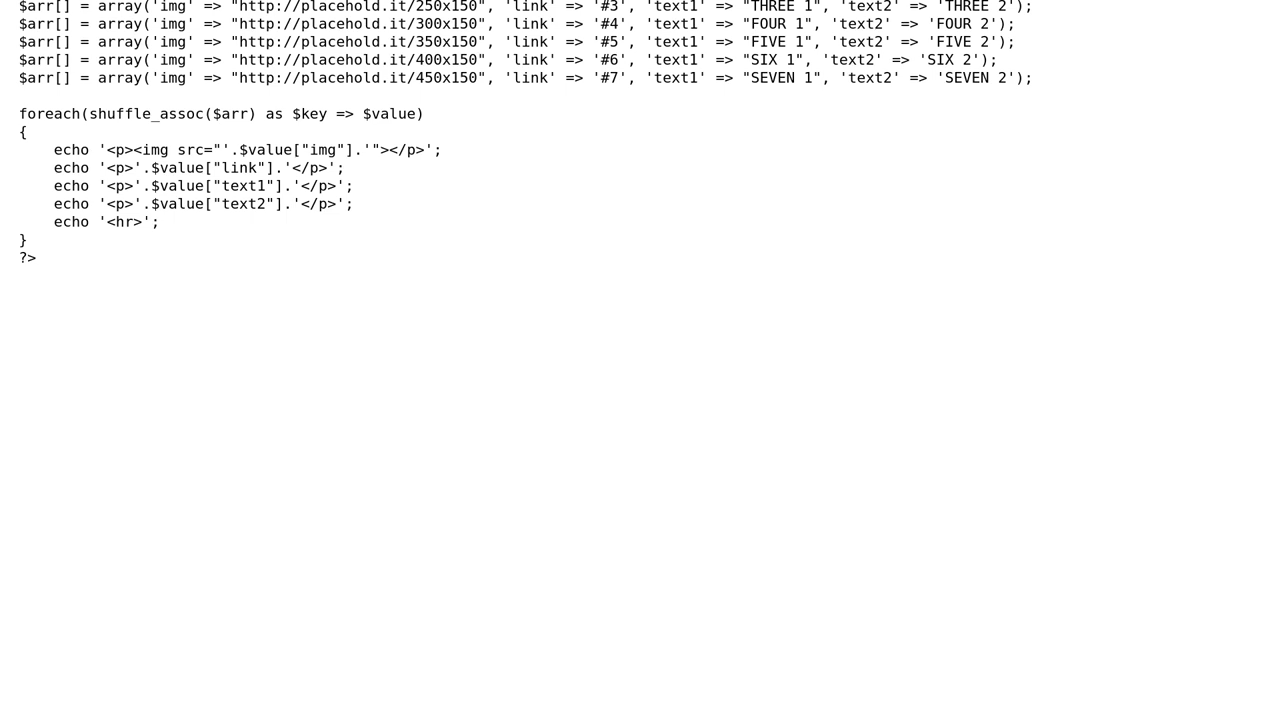 $arr[] = array('img' => "http://placehold.it/250x150", 'link' => '#3', 'text1' => "THREE 1", 'text2' => 'THREE 2');
$arr[] = array('img' => "http://placehold.it/300x150", 'link' => '#4', 'text1' => "FOUR 1", 'text2' => 'FOUR 2');
$arr[] = array('img' => "http://placehold.it/350x150", 'link' => '#5', 'text1' => "FIVE 1", 'text2' => 'FIVE 2');
$arr[] = array('img' => "http://placehold.it/400x150", 'link' => '#6', 'text1' => "SIX 1", 'text2' => 'SIX 2');
$arr[] = array('img' => "http://placehold.it/450x150", 'link' => '#7', 'text1' => "SEVEN 1", 'text2' => 'SEVEN 2');

foreach(shuffle_assoc($arr) as $key => $value)
{
    echo '<p><img src="'.$value["img"].'"></p>';
    echo '<p>'.$value["link"].'</p>';
    echo '<p>'.$value["text1"].'</p>';
    echo '<p>'.$value["text2"].'</p>';
    echo '<hr>';
}
?>